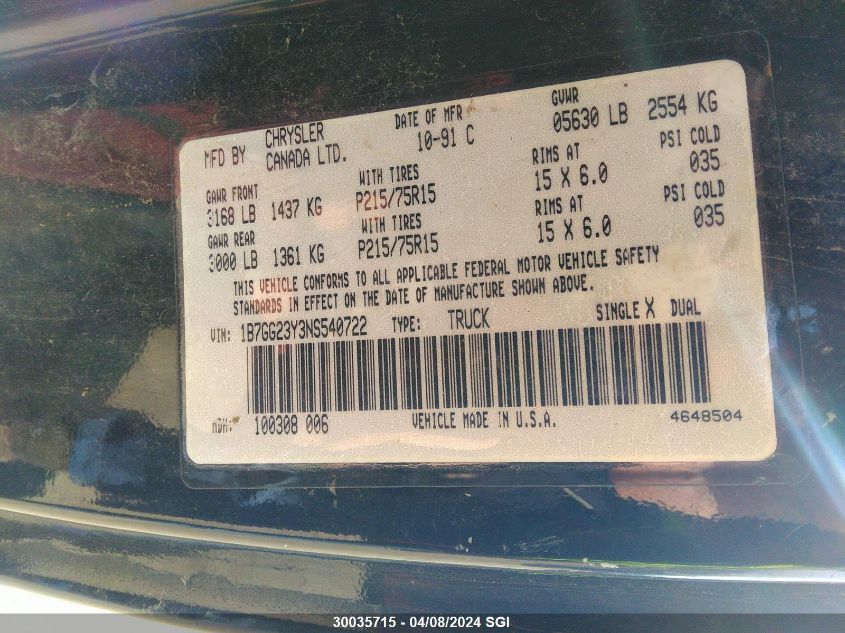 MFD BY CHRYSLER CANADA LTD. DATE OF MFR 10-91 C GVWR 05630 LB 2554 KG
GAWR FRONT WITH TIRES RIMS AT PSI COLD
3168 LB 1437 KG P215/75R15 15 X 6.0 035
GAWR REAR WITH TIRES RIMS AT PSI COLD
3000 LB 1361 KG P215/75R15 15 X 6.0 035
THIS VEHICLE CONFORMS TO ALL APPLICABLE FEDERAL MOTOR VEHICLE SAFETY
STANDARDS IN EFFECT ON THE DATE OF MANUFACTURE SHOWN ABOVE.
VIN: 1B7GG23Y3NS540722 TYPE: TRUCK SINGLE X DUAL
MDH: 100308 006 VEHICLE MADE IN U.S.A. 4648504
30035715 - 04/08/2024 SGI